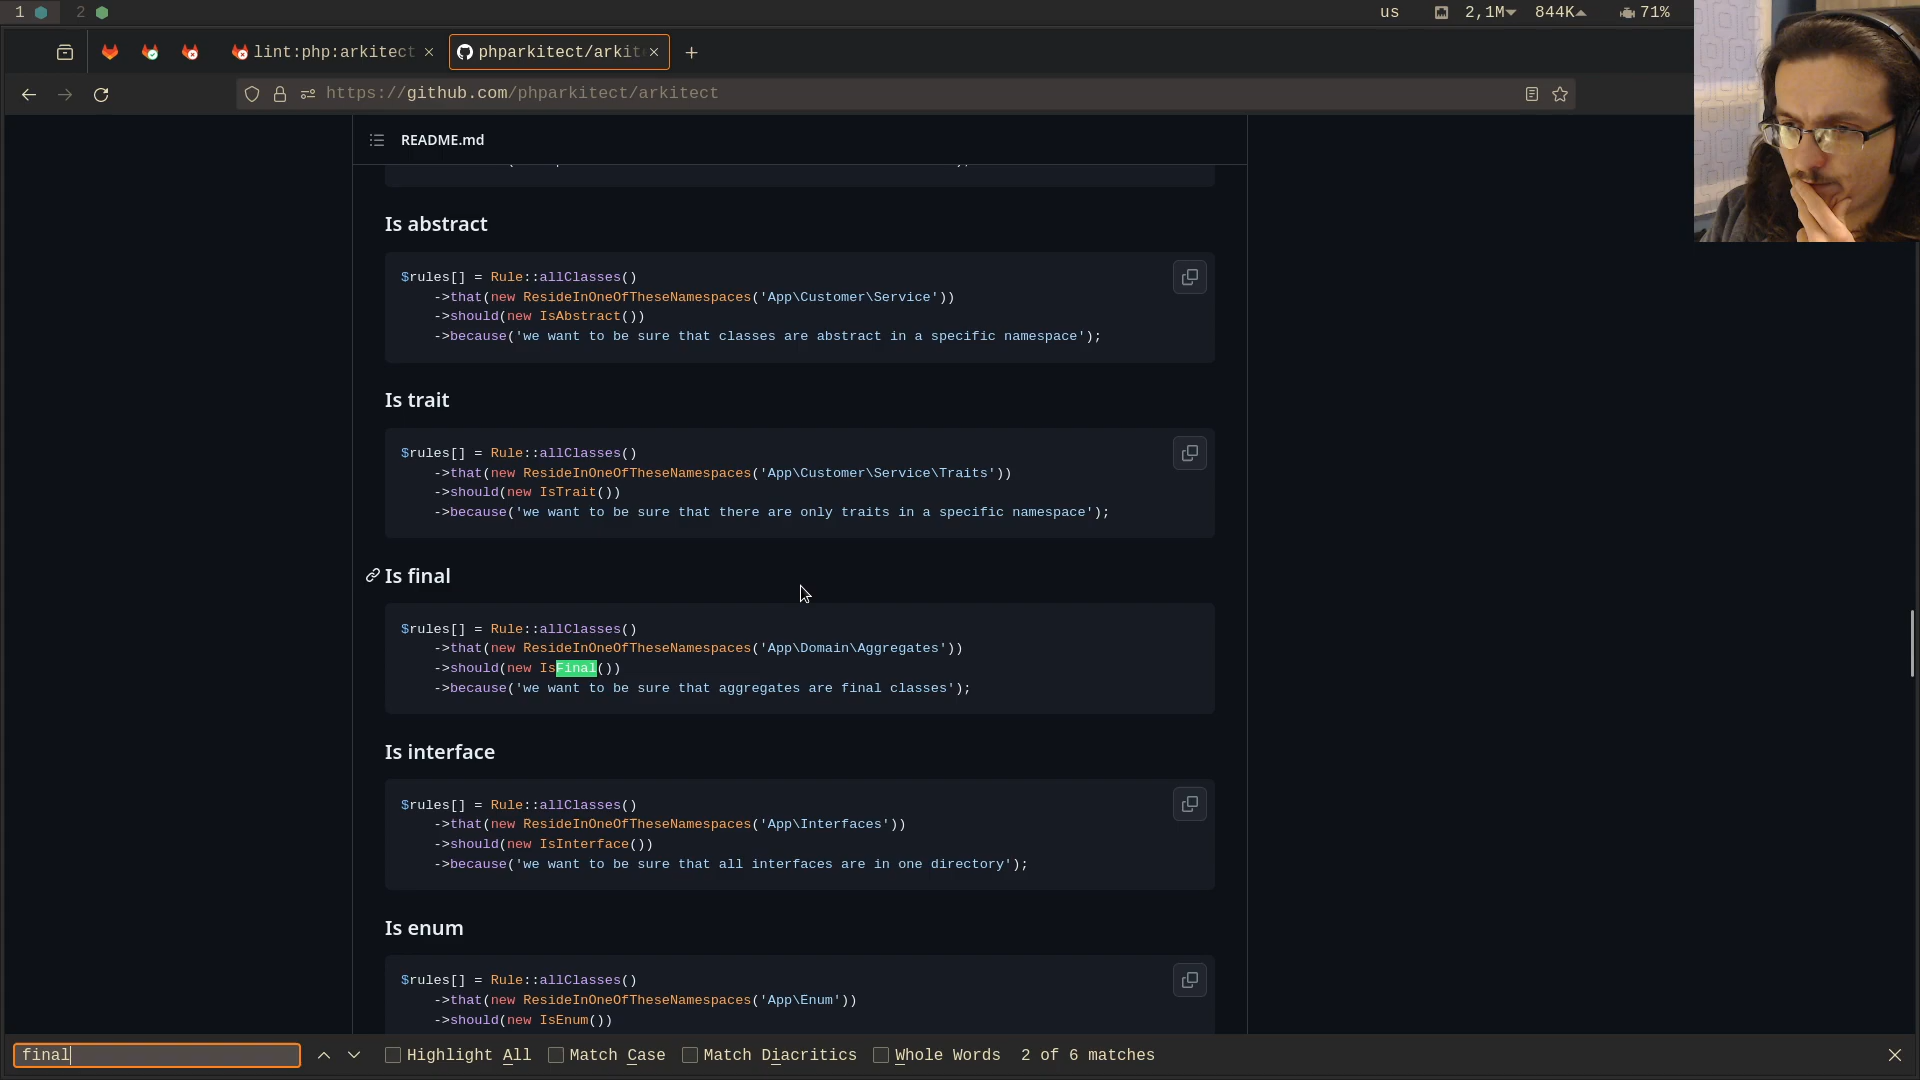 1 2 us 2,1M 844K 71%
lint:php:arkitect phparkitect/arkit
https://github.com/phparkitect/arkitect
README.md
Is abstract
$rules[] = Rule::allClasses()
->that(new ResideInOneOfTheseNamespaces('App\Customer\Service'))
->should(new IsAbstract())
->because('we want to be sure that classes are abstract in a specific namespace');
Is trait
$rules[] = Rule::allClasses()
->that(new ResideInOneOfTheseNamespaces('App\Customer\Service\Traits'))
->should(new IsTrait())
->because('we want to be sure that there are only traits in a specific namespace');
Is final
$rules[] = Rule::allClasses()
->that(new ResideInOneOfTheseNamespaces('App\Domain\Aggregates'))
->should(new IsFinal())
->because('we want to be sure that aggregates are final classes');
Is interface
$rules[] = Rule::allClasses()
->that(new ResideInOneOfTheseNamespaces('App\Interfaces'))
->should(new IsInterface())
->because('we want to be sure that all interfaces are in one directory');
Is enum
$rules[] = Rule::allClasses()
->that(new ResideInOneOfTheseNamespaces('App\Enum'))
->should(new IsEnum())
final Highlight All Match Case Match Diacritics Whole Words 2 of 6 matches